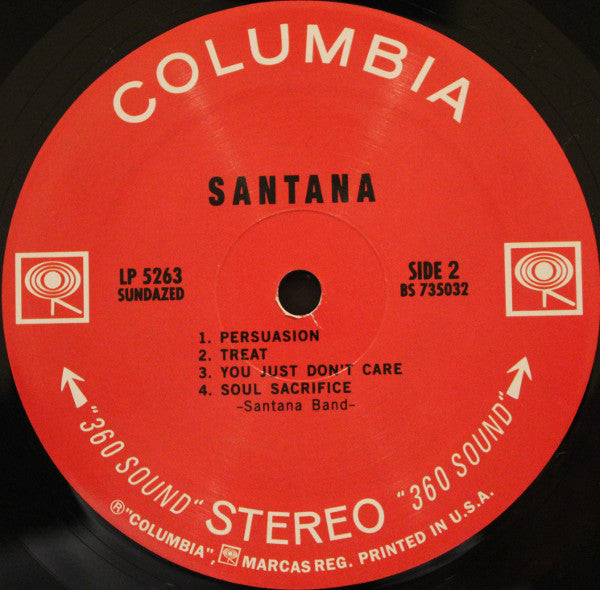 COLUMBIA
SANTANA
LP 5263
SUNDAZED
SIDE 2
BS 735032
1. PERSUASION
2. TREAT
3. YOU JUST DON'T CARE
4. SOUL SACRIFICE
–Santana Band–
"360 SOUND" STEREO "360 SOUND"
®"COLUMBIA", MARCAS REG. PRINTED IN U.S.A.